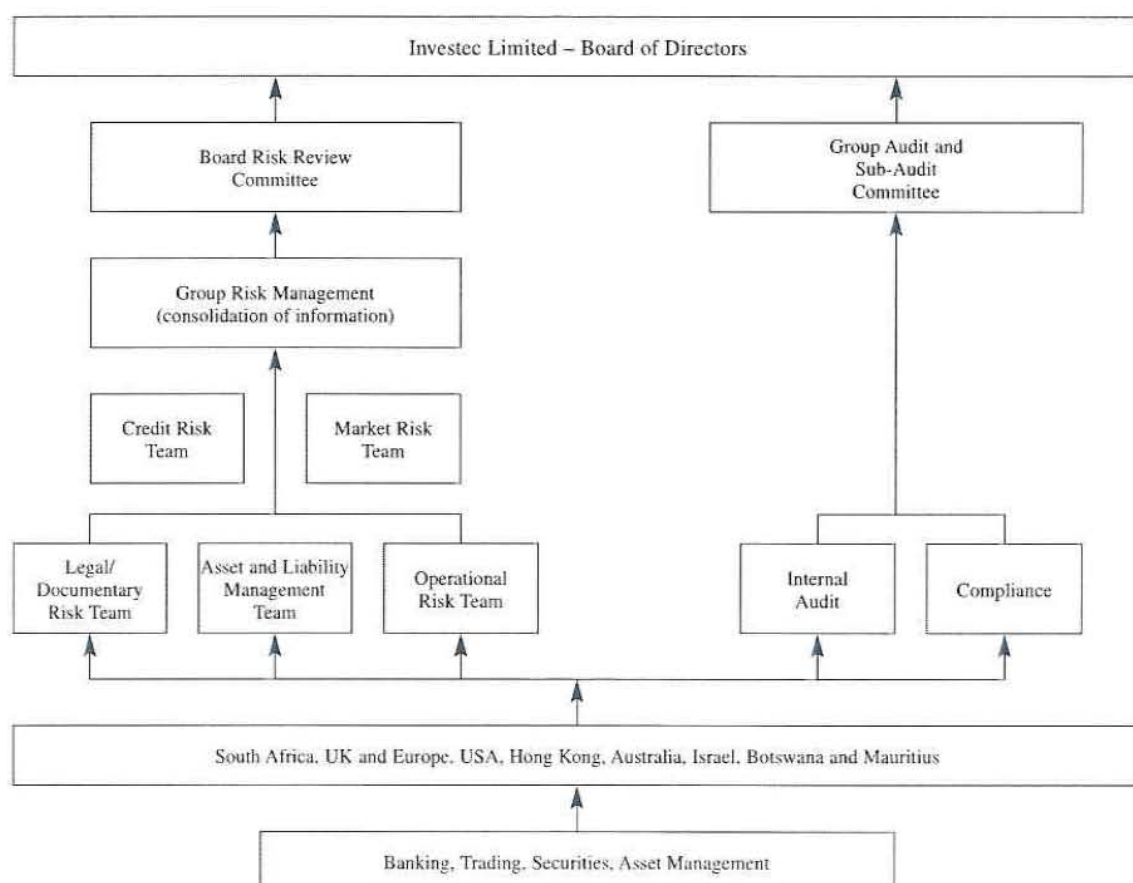 Investec Limited – Board of Directors
Board Risk Review
Committee
Group Audit and
Sub-Audit
Committee
Group Risk Management
(consolidation of information)
Credit Risk
Team
Market Risk
Team
Legal/
Documentary
Risk Team
Asset and Liability
Management
Team
Operational
Risk Team
Internal
Audit
Compliance
South Africa, UK and Europe, USA, Hong Kong, Australia, Israel, Botswana and Mauritius
Banking, Trading, Securities, Asset Management